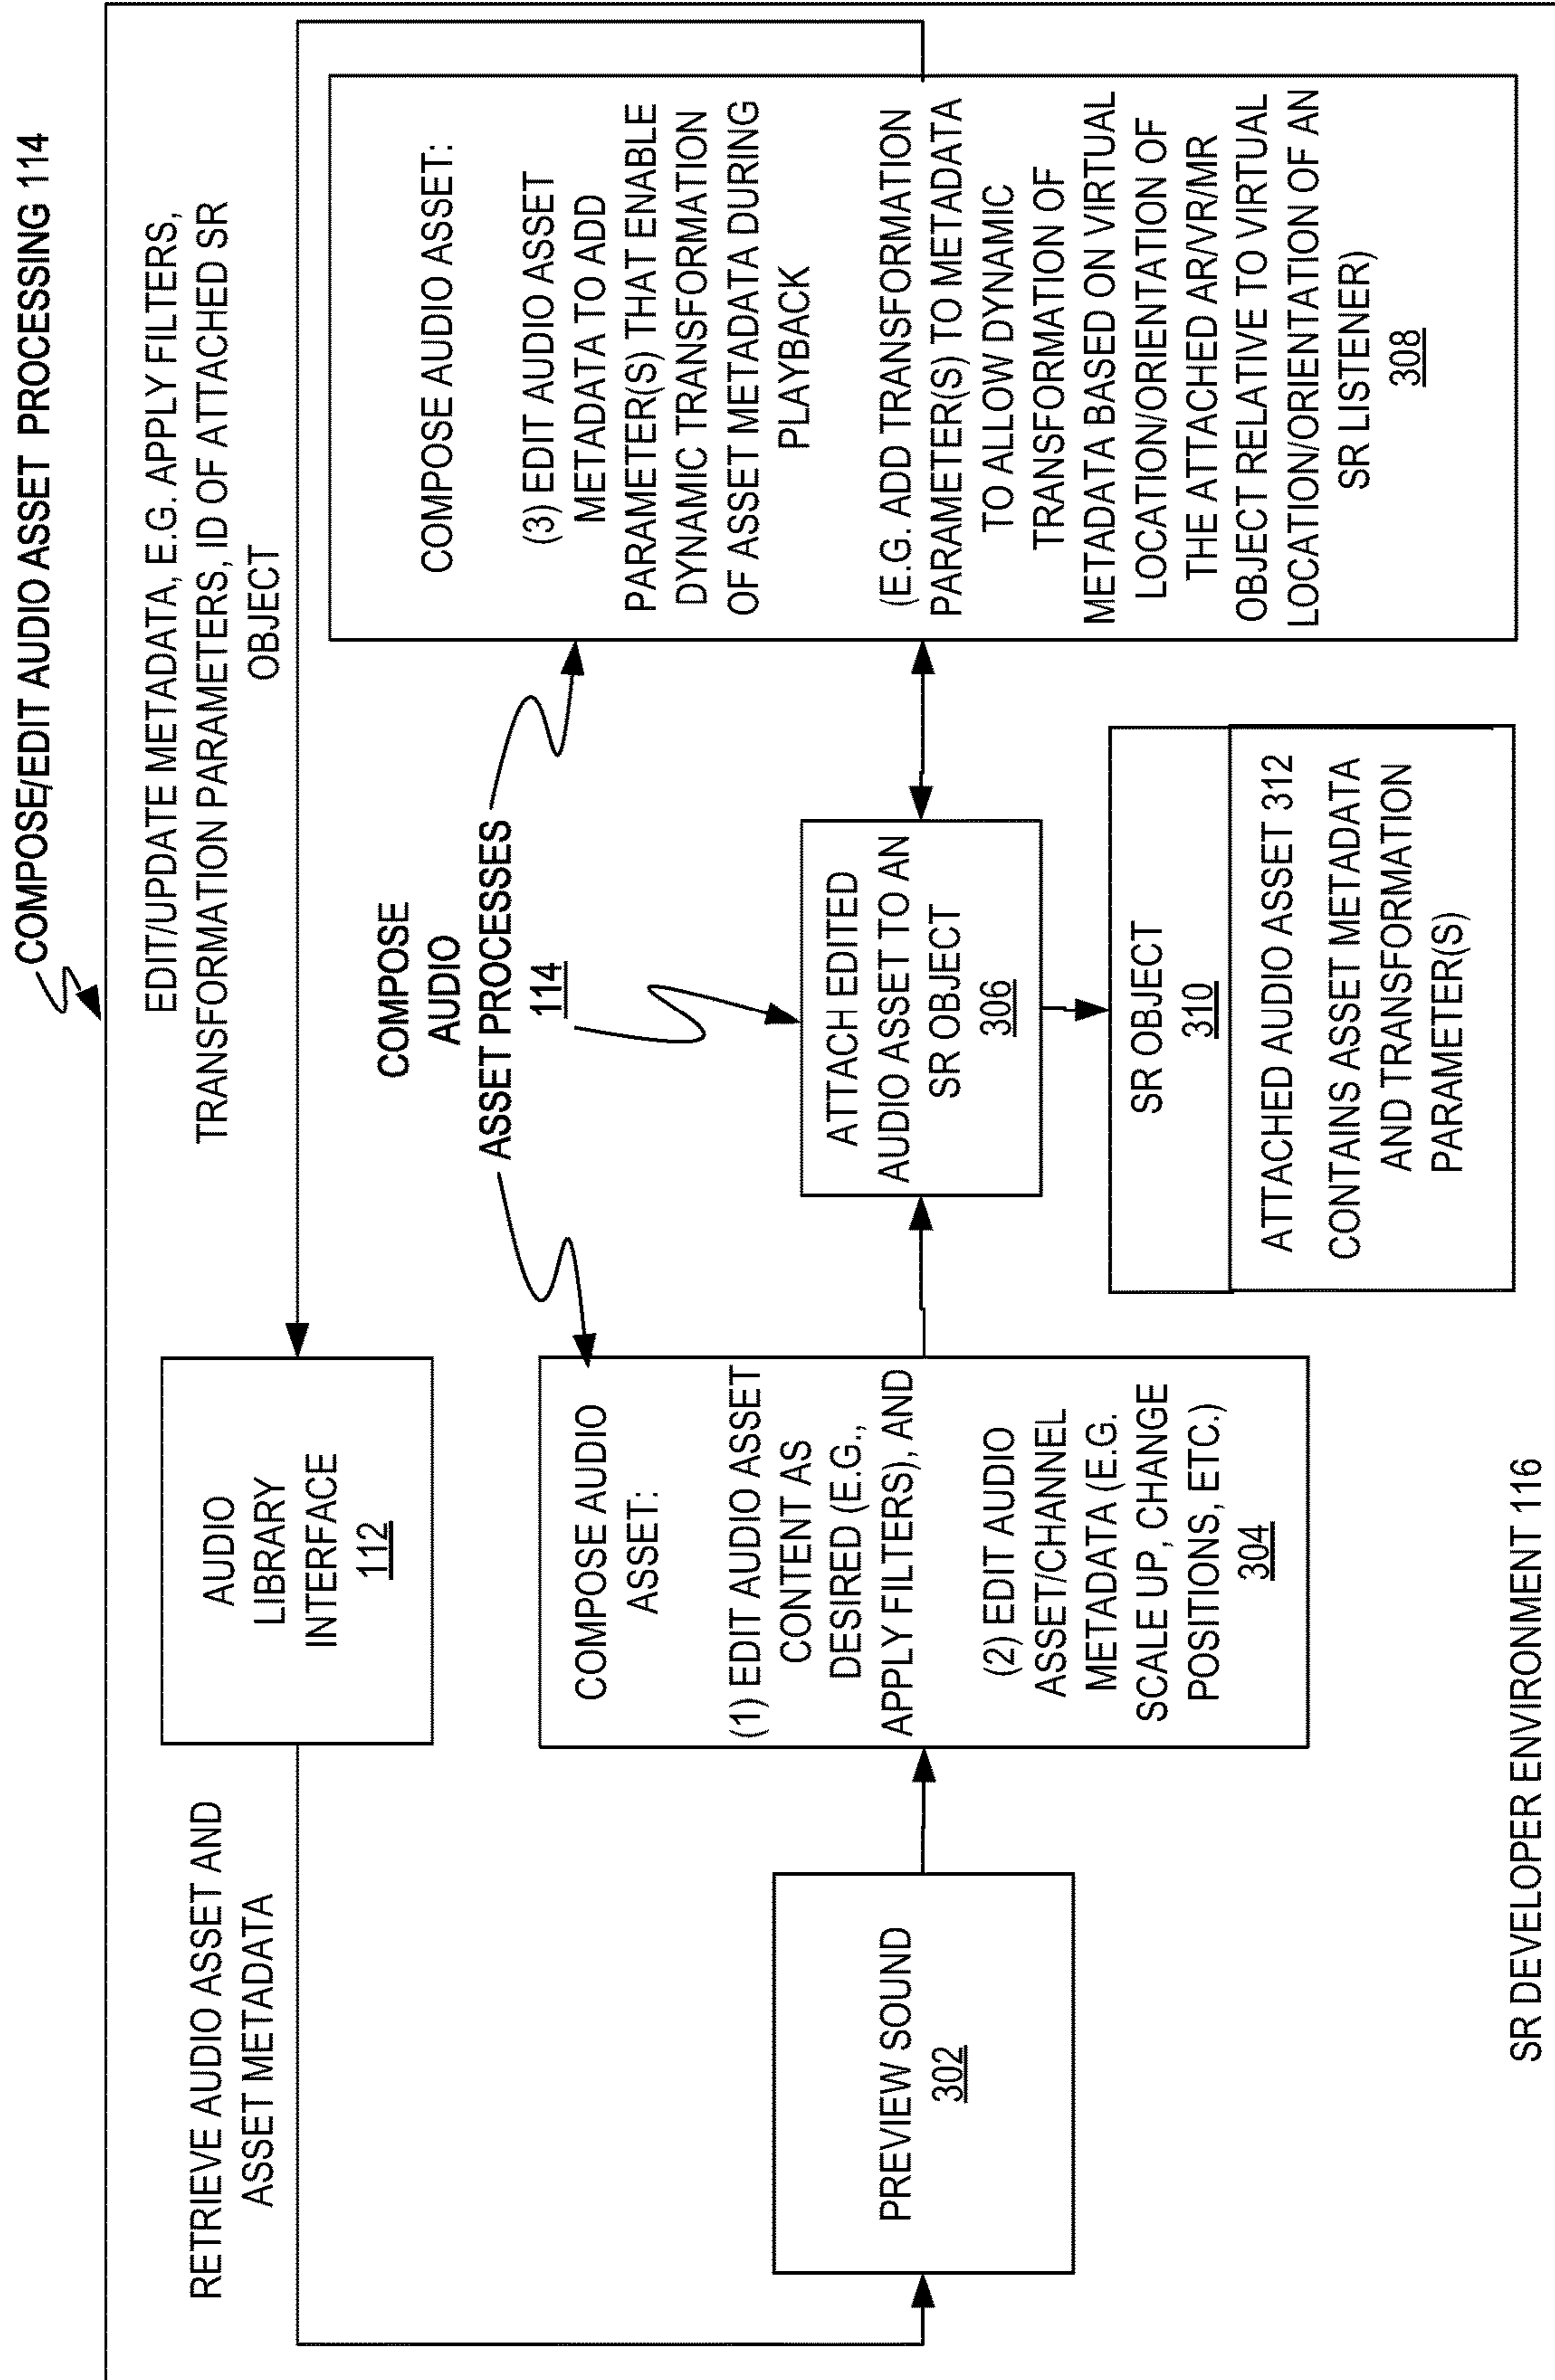 COMPOSE/EDIT AUDIO ASSET PROCESSING 114
EDIT/UPDATE METADATA, E.G. APPLY FILTERS,
TRANSFORMATION PARAMETERS, ID OF ATTACHED SR
OBJECT
RETRIEVE AUDIO ASSET AND
ASSET METADATA
AUDIO
LIBRARY
INTERFACE
112
COMPOSE
AUDIO
ASSET PROCESSES
114
PREVIEW SOUND
302
COMPOSE AUDIO
ASSET:
(1) EDIT AUDIO ASSET
CONTENT AS
DESIRED (E.G.,
APPLY FILTERS), AND
(2) EDIT AUDIO
ASSET/CHANNEL
METADATA (E.G.
SCALE UP, CHANGE
POSITIONS, ETC.)
304
ATTACH EDITED
AUDIO ASSET TO AN
SR OBJECT
306
SR OBJECT
310
ATTACHED AUDIO ASSET 312
CONTAINS ASSET METADATA
AND TRANSFORMATION
PARAMETER(S)
COMPOSE AUDIO ASSET:
(3) EDIT AUDIO ASSET
METADATA TO ADD
PARAMETER(S) THAT ENABLE
DYNAMIC TRANSFORMATION
OF ASSET METADATA DURING
PLAYBACK
(E.G. ADD TRANSFORMATION
PARAMETER(S) TO METADATA
TO ALLOW DYNAMIC
TRANSFORMATION OF
METADATA BASED ON VIRTUAL
LOCATION/ORIENTATION OF
THE ATTACHED AR/VR/MR
OBJECT RELATIVE TO VIRTUAL
LOCATION/ORIENTATION OF AN
SR LISTENER)
308
SR DEVELOPER ENVIRONMENT 116